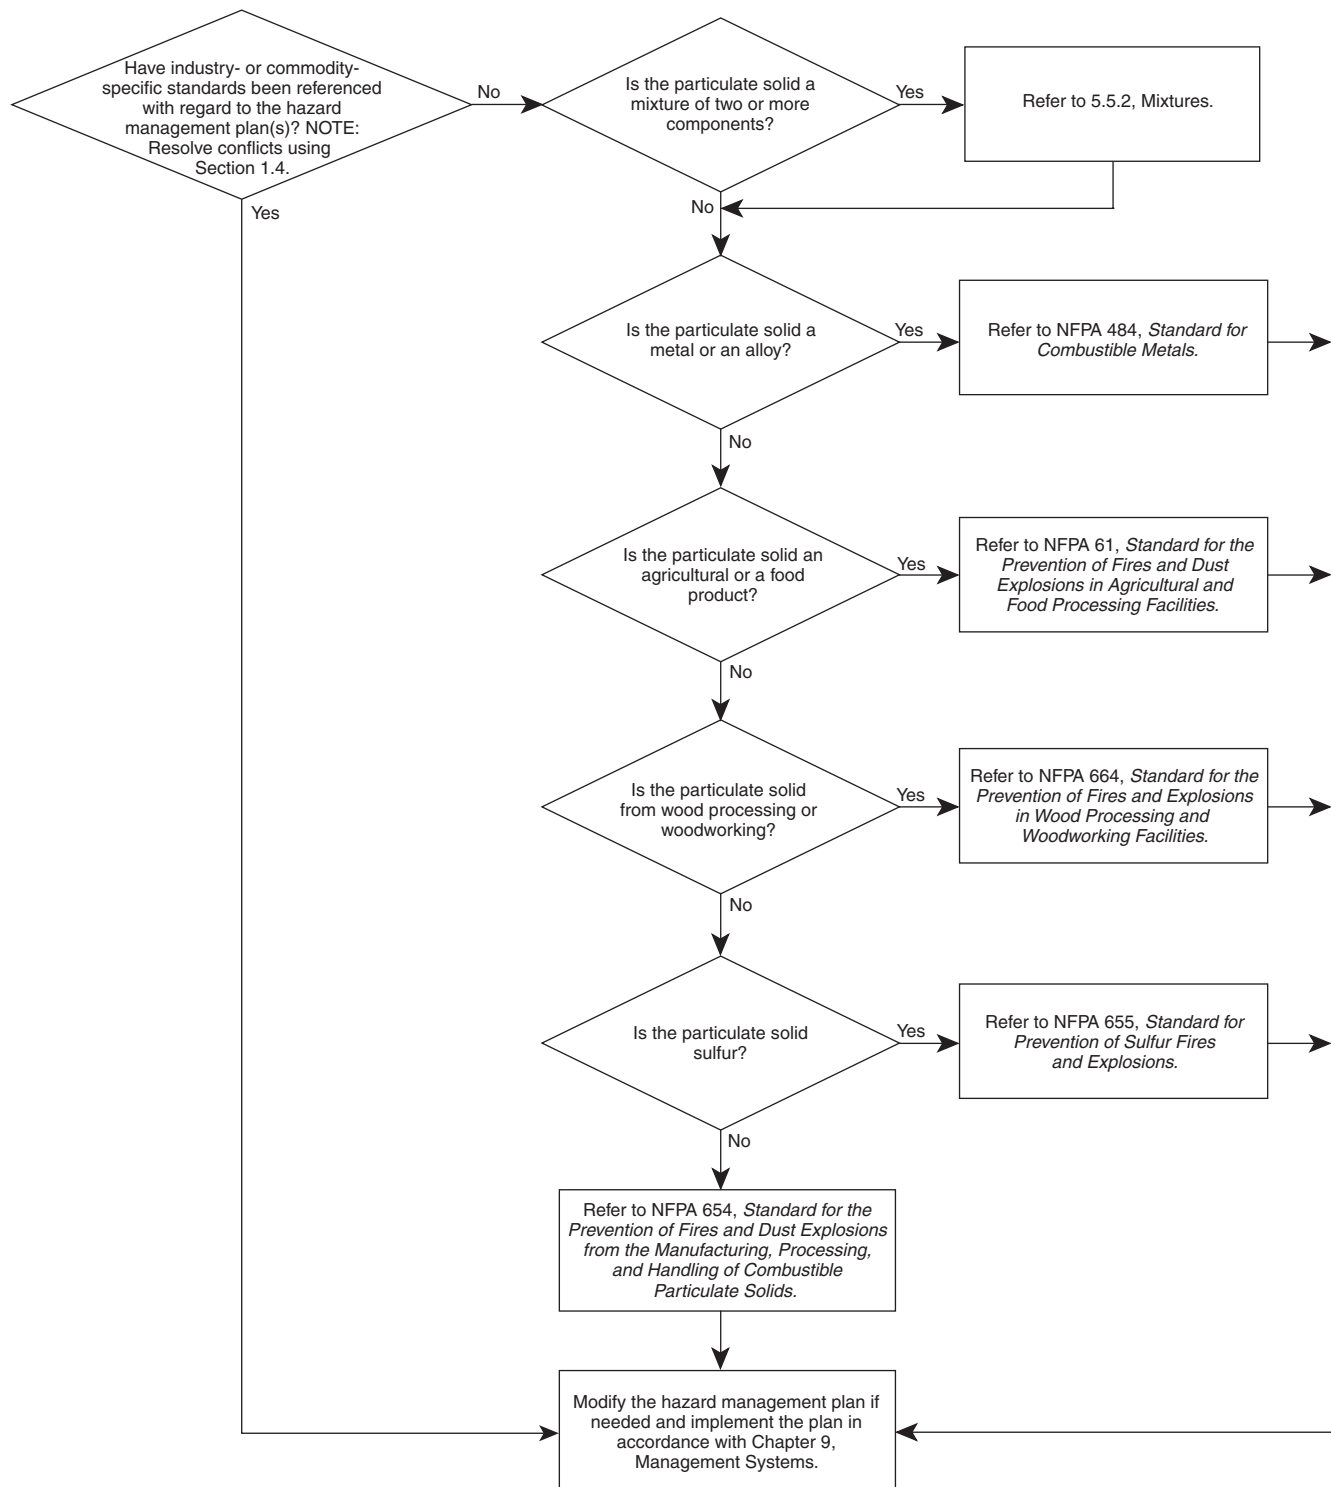 Have industry- or commodity-
specific standards been referenced
with regard to the hazard
management plan(s)? NOTE:
Resolve conflicts using
Section 1.4.
No
Is the particulate solid a
mixture of two or more
components?
Yes
Refer to 5.5.2, Mixtures.
Yes
No
Is the particulate solid a
metal or an alloy?
Yes
Refer to NFPA 484, Standard for
Combustible Metals.
No
Is the particulate solid an
agricultural or a food
product?
Yes
Refer to NFPA 61, Standard for the
Prevention of Fires and Dust
Explosions in Agricultural and
Food Processing Facilities.
No
Is the particulate solid
from wood processing or
woodworking?
Yes
Refer to NFPA 664, Standard for the
Prevention of Fires and Explosions
in Wood Processing and
Woodworking Facilities.
No
Is the particulate solid
sulfur?
Yes
Refer to NFPA 655, Standard for
Prevention of Sulfur Fires
and Explosions.
No
Refer to NFPA 654, Standard for the
Prevention of Fires and Dust Explosions
from the Manufacturing, Processing,
and Handling of Combustible
Particulate Solids.
Modify the hazard management plan if
needed and implement the plan in
accordance with Chapter 9,
Management Systems.